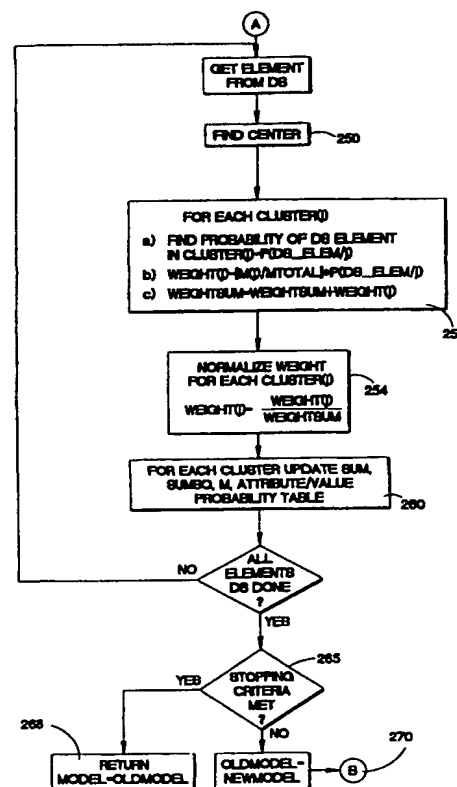 A
GET ELEMENT
FROM DS
FIND CENTER
250
FOR EACH CLUSTER(J)
a) FIND PROBABILITY OF DS ELEMENT
IN CLUSTER(J)=P(DS_ELEM/J)
b) WEIGHT(J)=[M(J)/MTOTAL]*P(DS_ELEM/J)
c) WEIGHTSUM=WEIGHTSUM+WEIGHT(J)
25
NORMALIZE WEIGHT
FOR EACH CLUSTER(J)
WEIGHT(J)= WEIGHT(J)
WEIGHTSUM
254
FOR EACH CLUSTER UPDATE SUM,
SUMSQ, M, ATTRIBUTE/VALUE
PROBABILITY TABLE
260
NO
ALL
ELEMENTS
DS DONE
?
YES
265
YES
STOPPING
CRITERIA
MET
?
NO
268
RETURN
MODEL=OLDMODEL
OLDMODEL=
NEWMODEL
B
270